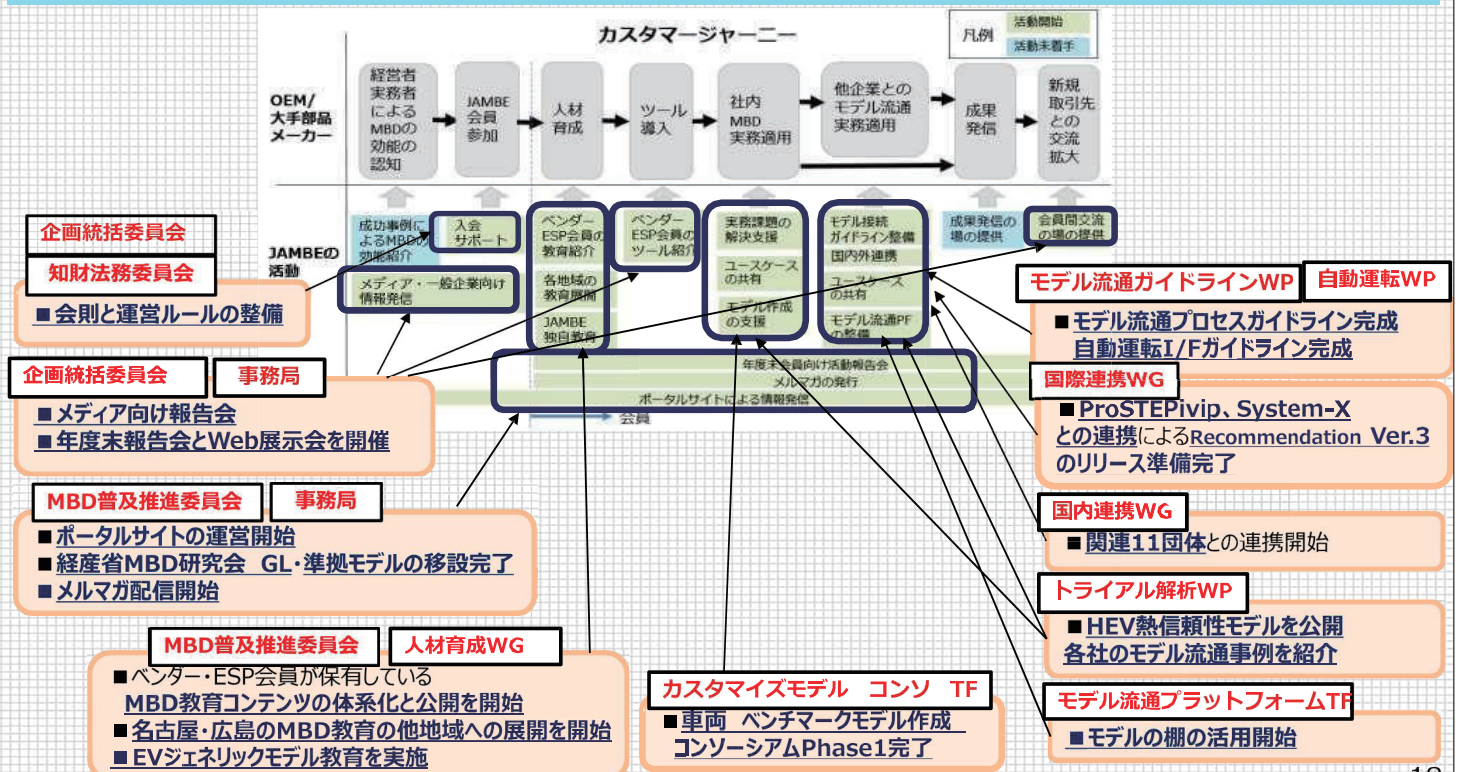 カスタマージャーニー
凡例
活動開始
活動未着手
OEM/
大手部品
メーカー
経営者
実務者
による
MBDの
効能の
認知
JAMBE
会員
参加
人材
育成
ツール
導入
社内
MBD
実務適用
他企業との
モデル流通
実務適用
成果
発信
新規
取引先
との
交流
拡大
JAMBEの
活動
成功事例に
よるMBDの
効能紹介
入会
サポート
メディア・一般企業向け
情報発信
ベンダー
ESP会員の
教育紹介
各地域の
教育展開
JAMBE
独自教育
ベンダー
ESP会員の
ツール紹介
実務課題の
解決支援
ユースケース
の共有
モデル作成
の支援
モデル接続
ガイドライン整備
国内外連携
ユースケース
の共有
モデル流通PF
の整備
成果発信の
場の提供
会員間交流
の場の提供
年度末会員向け活動報告会
メルマガの発行
ポータルサイトによる情報発信
会員
企画統括委員会
知財法務委員会
■会則と運営ルールの整備
企画統括委員会
事務局
■メディア向け報告会
■年度末報告会とWeb展示会を開催
MBD普及推進委員会
事務局
■ポータルサイトの運営開始
■経産省MBD研究会 GL・準拠モデルの移設完了
■メルマガ配信開始
MBD普及推進委員会
人材育成WG
■ベンダー・ESP会員が保有している
MBD教育コンテンツの体系化と公開を開始
■名古屋・広島のMBD教育の他地域への展開を開始
■EVジェネリックモデル教育を実施
カスタマイズモデル コンソ TF
■車両 ベンチマークモデル作成
コンソーシアムPhase1完了
モデル流通ガイドラインWP
自動運転WP
■モデル流通プロセスガイドライン完成
自動運転I/Fガイドライン完成
国際連携WG
■ProSTEPivip、System-X
との連携によるRecommendation Ver.3
のリリース準備完了
国内連携WG
■関連11団体との連携開始
トライアル解析WP
■HEV熱信頼性モデルを公開
各社のモデル流通事例を紹介
モデル流通プラットフォームTF
■モデルの棚の活用開始